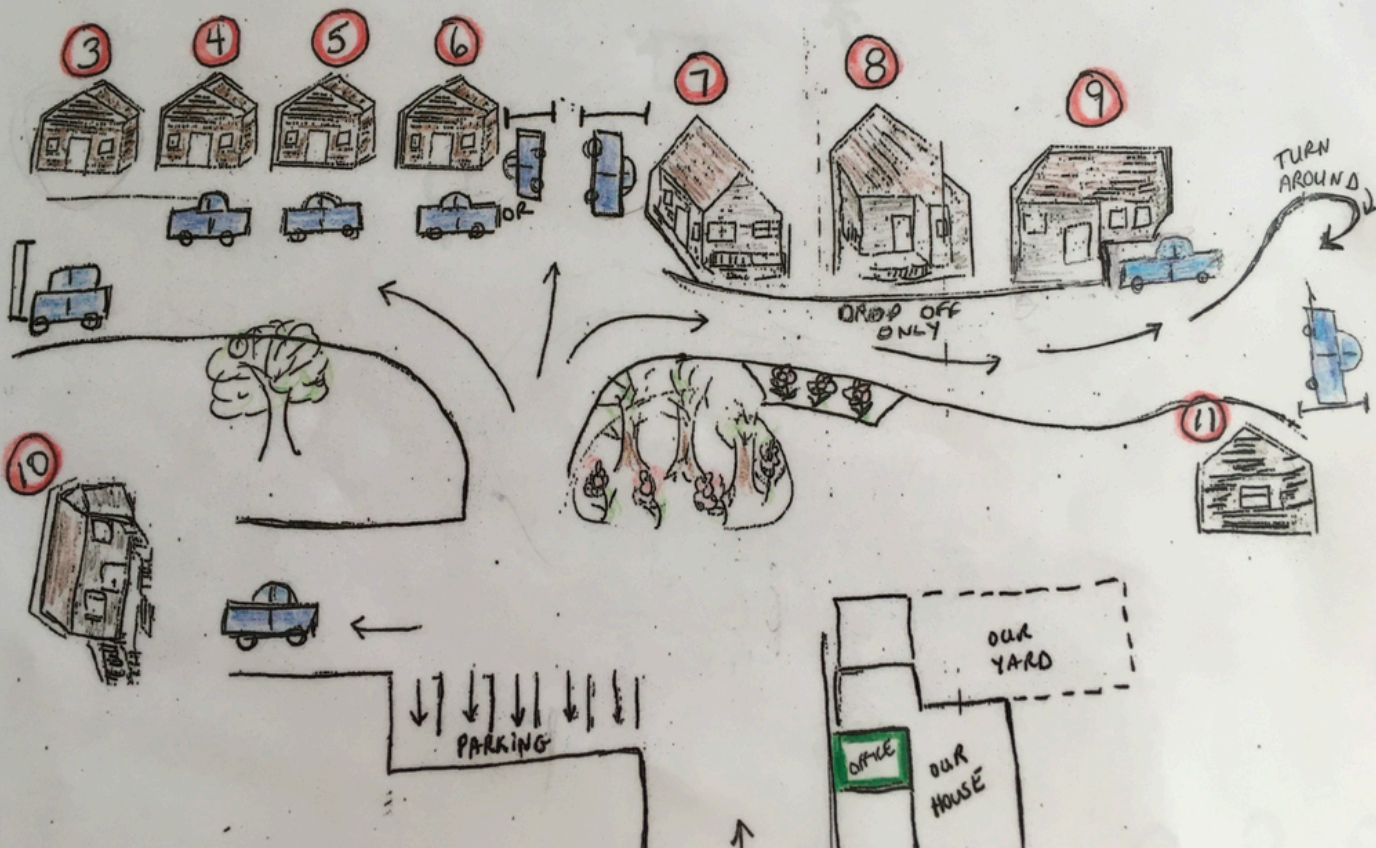 3
4
5
6
7
8
9
OR
TURN
AROUND
DROP OFF
ONLY
10
11
PARKING
OUR
YARD
OFFICE
OUR
HOUSE